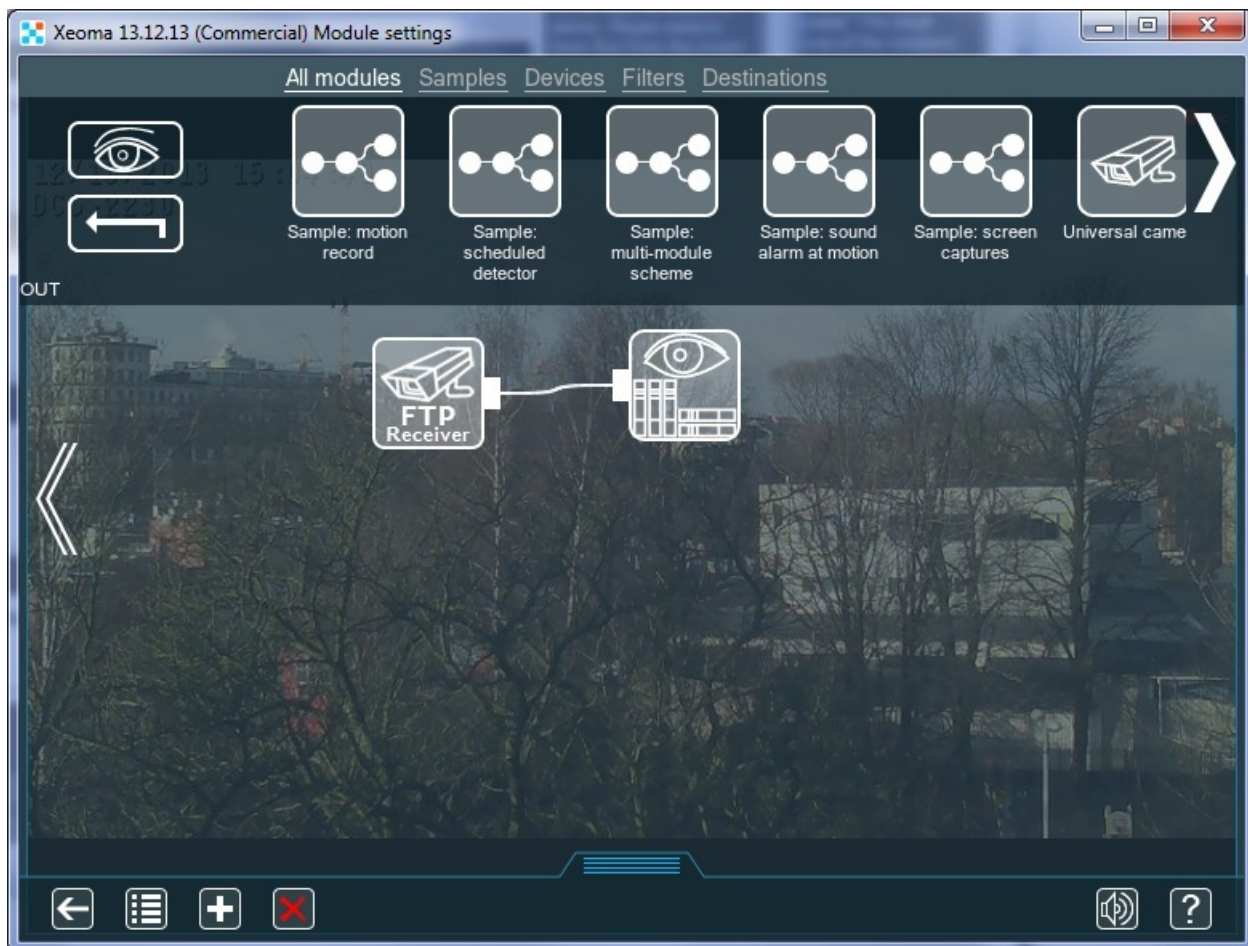 Xeoma 13.12.13 (Commercial) Module settings
All modules Samples Devices Filters Destinations
Sample: motion
record
Sample:
scheduled
detector
Sample:
multi-module
scheme
Sample: sound
alarm at motion
Sample: screen
captures
Universal came
OUT
FTP
Receiver
?